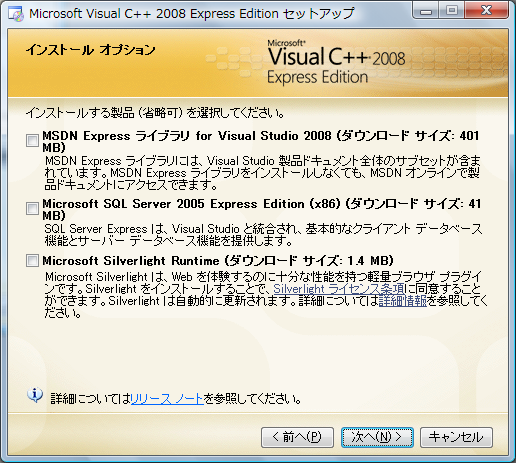 Microsoft Visual C++ 2008 Express Edition セットアップ
インストール オプション
Microsoft®
Visual C++ 2008
Express Edition
インストールする製品 (省略可) を選択してください。
MSDN Express ライブラリ for Visual Studio 2008 (ダウンロード サイズ: 401
MB)
MSDN Express ライブラリには、Visual Studio 製品ドキュメント全体のサブセットが含ま
れています。MSDN Express ライブラリをインストールしなくても、MSDN オンラインで製
品ドキュメントにアクセスできます。
Microsoft SQL Server 2005 Express Edition (x86) (ダウンロード サイズ: 41
MB)
SQL Server Express は、Visual Studio と統合され、基本的なクライアント データベース
機能とサーバー データベース機能を提供します。
Microsoft Silverlight Runtime (ダウンロード サイズ: 1.4 MB)
Microsoft Silverlight は、Web を体験するのに十分な性能を持つ軽量ブラウザ プラグイ
ンです。Silverlight をインストールすることで、Silverlight ライセンス条項に同意すること
ができます。Silverlight は自動的に更新されます。詳細については詳細情報を参照してく
ださい。
詳細についてはリリース ノートを参照してください。
< 前へ(P)
次へ(N) >
キャンセル